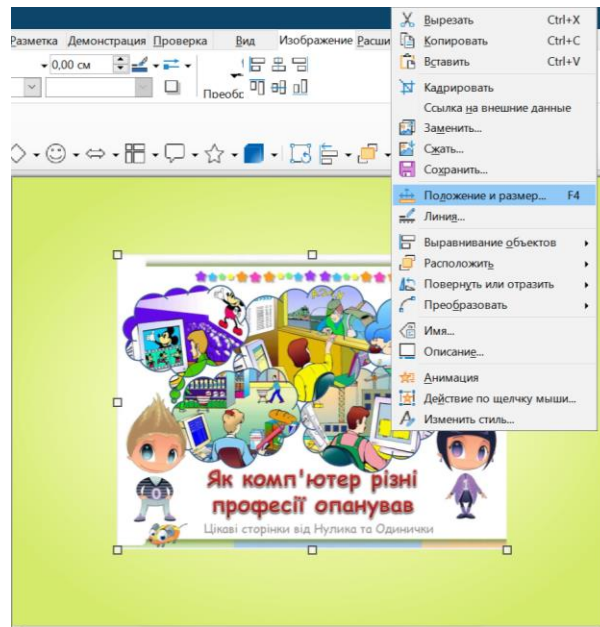 Разметка Демонстрация Проверка Вид Изображение Расши
0,00 см
Преобр
Вырезать Ctrl+X
Копировать Ctrl+C
Вставить Ctrl+V
Кадрировать
Ссылка на внешние данные
Заменить...
Сжать...
Сохранить...
Положение и размер... F4
Линия...
Выравнивание объектов
Расположить
Повернуть или отразить
Преобразовать
Имя...
Описание...
Анимация
Действие по щелчку мыши...
Изменить стиль...
Як комп'ютер різні
професії опанував
Цікаві сторінки від Нулика та Одинички
0
1